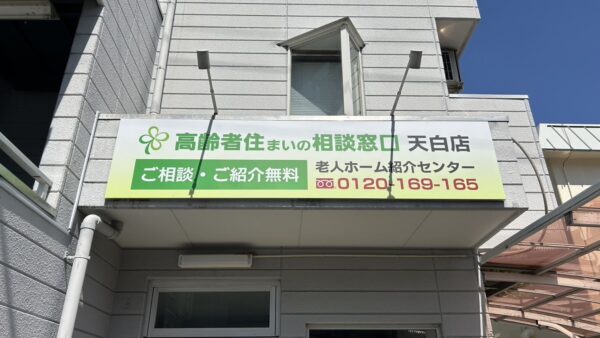 高齢者住まいの相談窓口 天白店
ご相談・ご紹介無料
老人ホーム紹介センター
0120-169-165